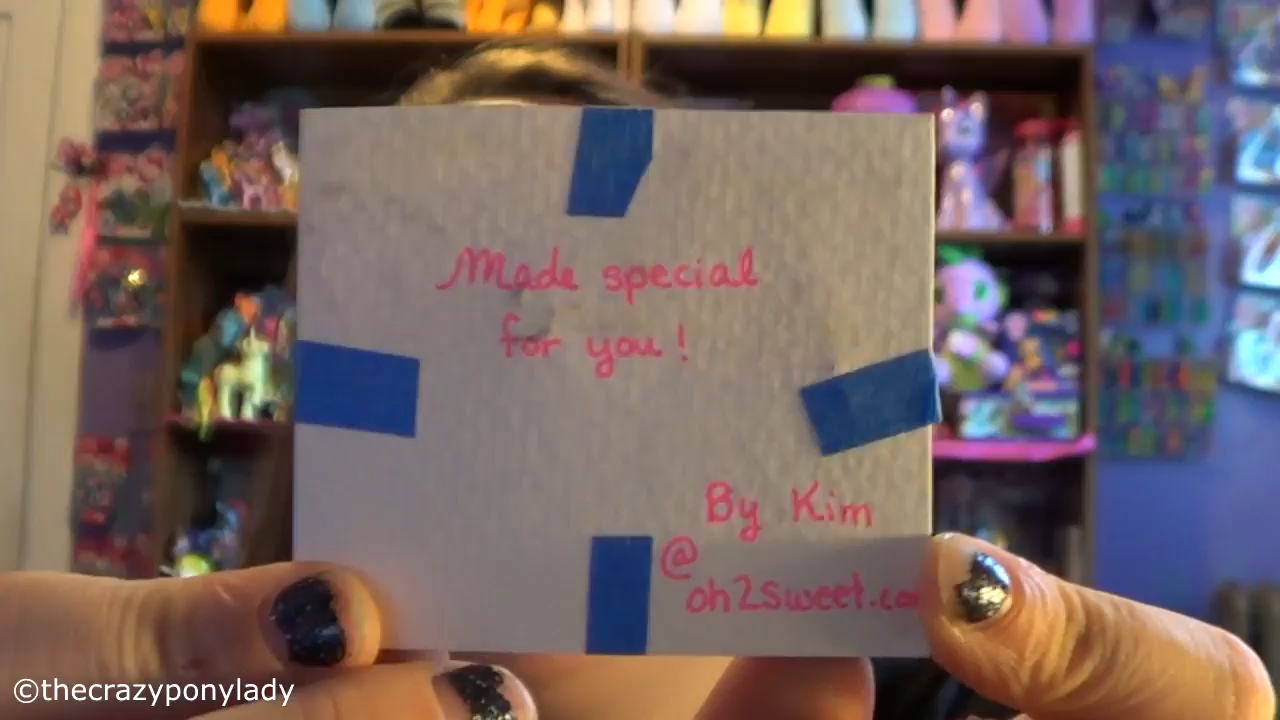 Made special
for you!
By Kim
@
oh2sweet.co
©thecrazyponylady